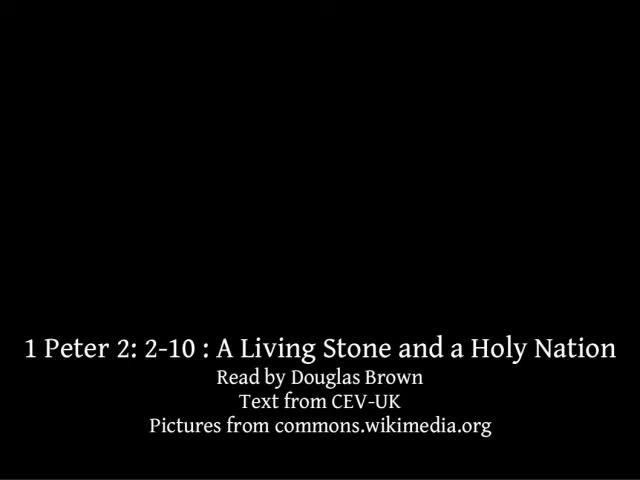 1 Peter 2: 2-10 : A Living Stone and a Holy Nation
Read by Douglas Brown
Text from CEV-UK
Pictures from commons.wikimedia.org